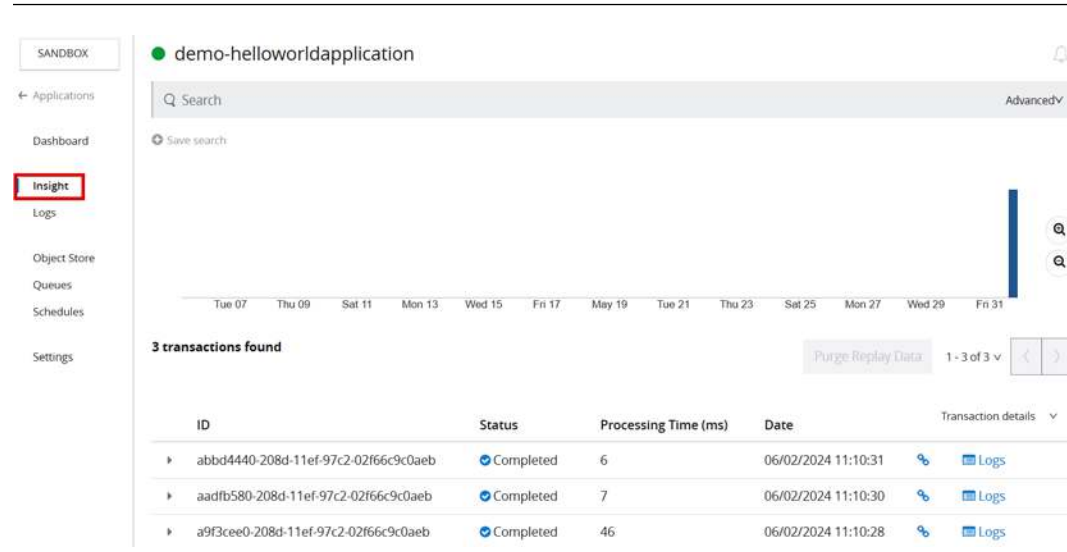 SANDBOX
demo-helloworldapplication
← Applications
Search
Advanced
Dashboard
Save search
Insight
Logs
Object Store
Queues
Schedules
Settings
Tue 07 Thu 09 Sat 11 Mon 13 Wed 15 Fri 17 May 19 Tue 21 Thu 23 Sat 25 Mon 27 Wed 29 Fri 31
3 transactions found
Purge Replay Data 1 - 3 of 3
Transaction details
ID Status Processing Time (ms) Date
abbd4440-208d-11ef-97c2-02f66c9c0aeb Completed 6 06/02/2024 11:10:31 Logs
aadfb580-208d-11ef-97c2-02f66c9c0aeb Completed 7 06/02/2024 11:10:30 Logs
a9f3cee0-208d-11ef-97c2-02f66c9c0aeb Completed 46 06/02/2024 11:10:28 Logs